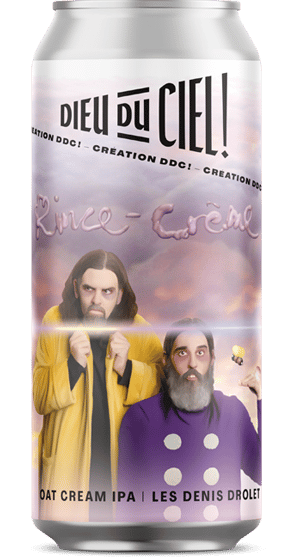 DIEU DU CIEL!
CRÉATION DDC! – CRÉATION DDC! – CRÉATION DDC
Rince-Crème
OAT CREAM IPA | LES DENIS DROLET